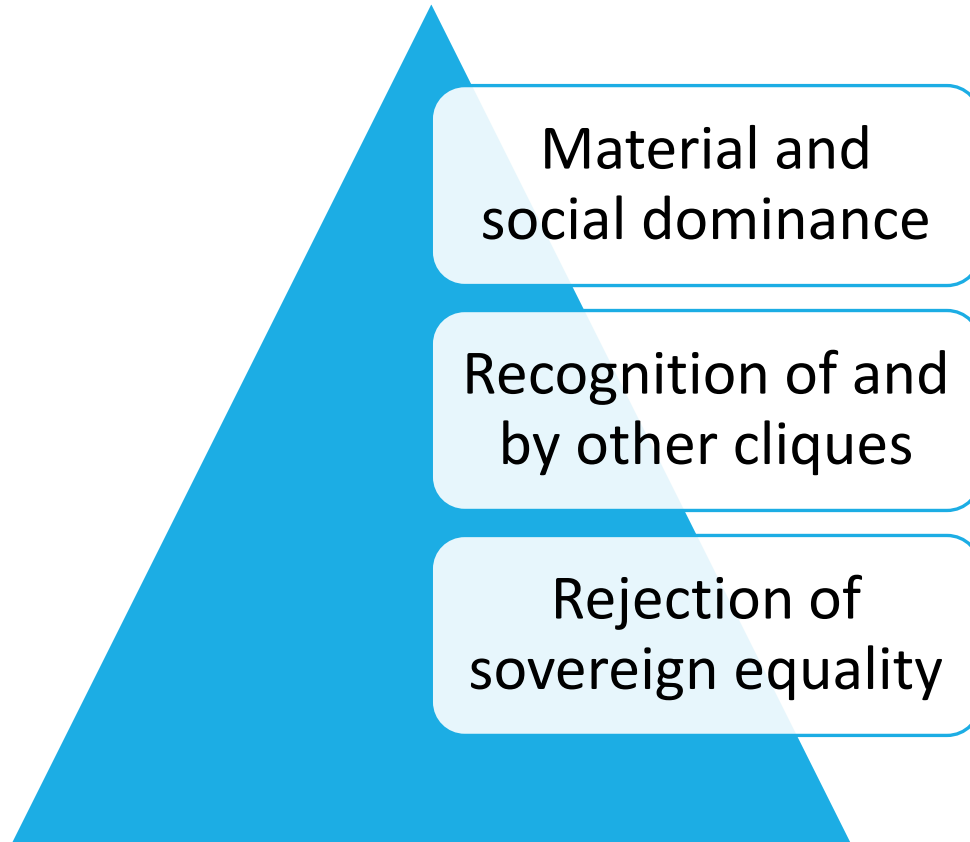 Material and
social dominance
Recognition of and
by other cliques
Rejection of
sovereign equality